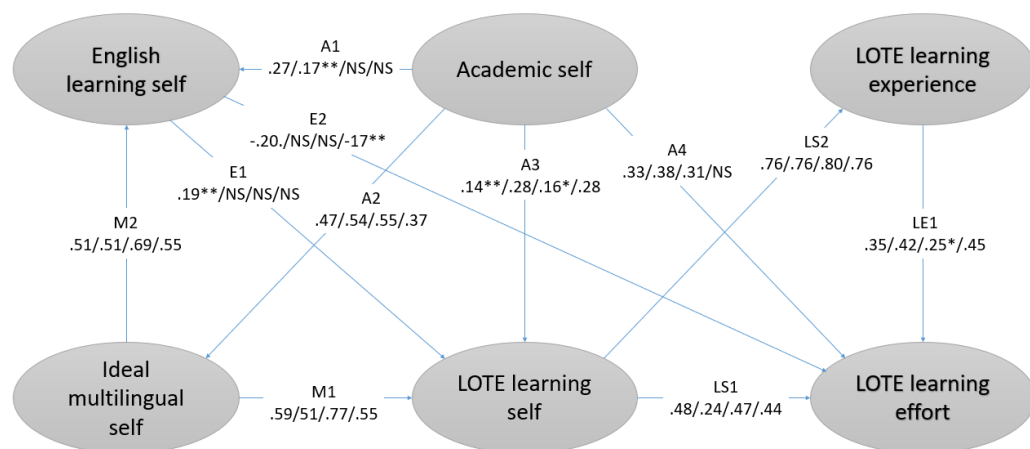 English
learning self
A1
.27/.17**/NS/NS
Academic self
LOTE learning
experience
E2
-.20./NS/NS/-17**
E1
.19**/NS/NS/NS
A2
.47/.54/.55/.37
A3
.14**/.28/.16*/.28
A4
.33/.38/.31/NS
LS2
.76/.76/.80/.76
M2
.51/.51/.69/.55
LE1
.35/.42/.25*/.45
Ideal
multilingual
self
M1
.59/51/.77/.55
LOTE learning
self
LS1
.48/.24/.47/.44
LOTE learning
effort